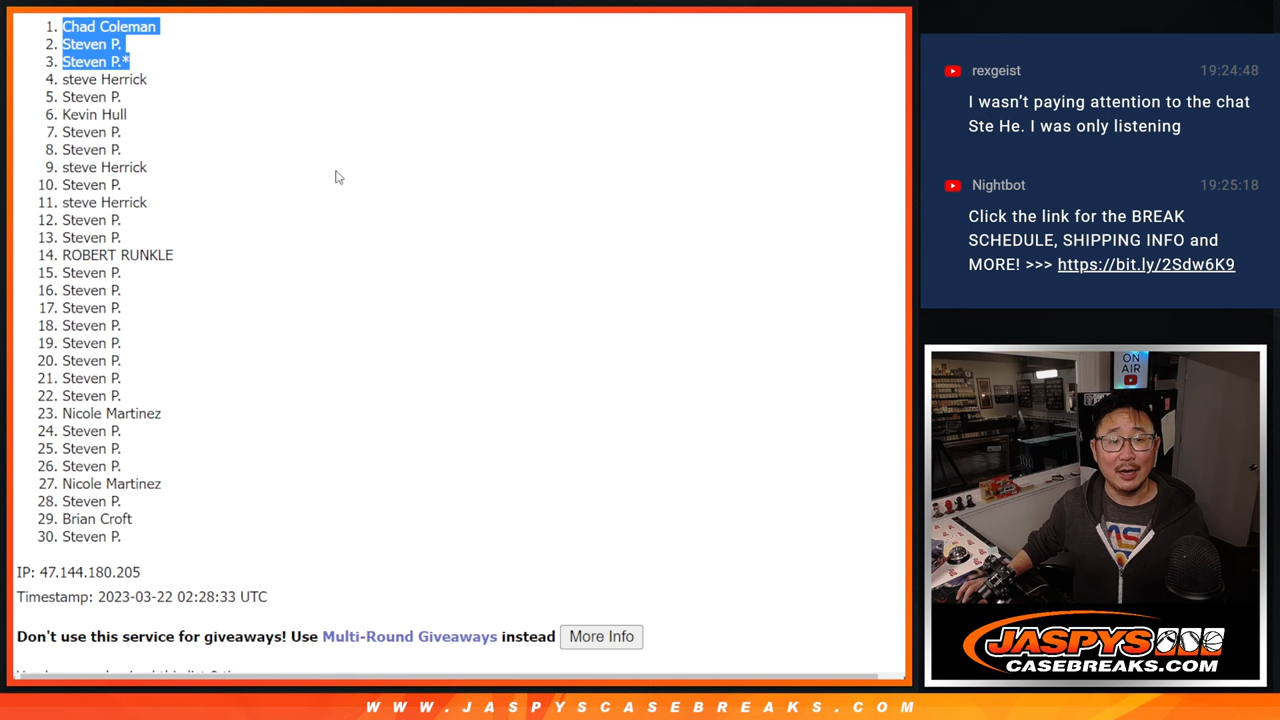 1. Chad Coleman
2. Steven P.
3. Steven P.*
4. steve Herrick
5. Steven P.
6. Kevin Hull
7. Steven P.
8. Steven P.
9. steve Herrick
10. Steven P.
11. steve Herrick
12. Steven P.
13. Steven P.
14. ROBERT RUNKLE
15. Steven P.
16. Steven P.
17. Steven P.
18. Steven P.
19. Steven P.
20. Steven P.
21. Steven P.
22. Steven P.
23. Nicole Martinez
24. Steven P.
25. Steven P.
26. Steven P.
27. Nicole Martinez
28. Steven P.
29. Brian Croft
30. Steven P.
IP: 47.144.180.205
Timestamp: 2023-03-22 02:28:33 UTC
Don't use this service for giveaways! Use Multi-Round Giveaways instead More Info
rexgeist 19:24:48
I wasn't paying attention to the chat
Ste He. I was only listening
Nightbot 19:25:18
Click the link for the BREAK
SCHEDULE, SHIPPING INFO and
MORE! >>> https://bit.ly/2Sdw6K9
ON
AIR
JASPYS
CASEBREAKS.COM
WWW.JASPYSCASEBREAKS.COM